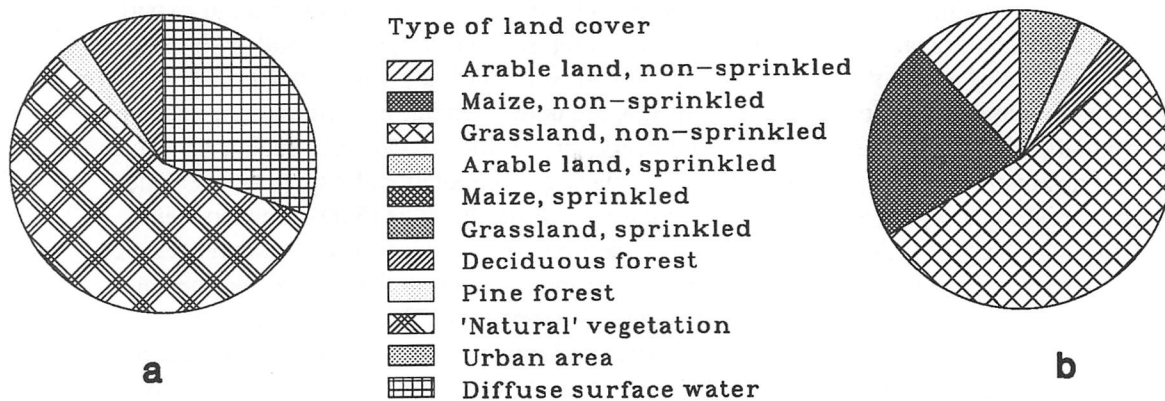 Type of land cover
Arable land, non-sprinkled
Maize, non-sprinkled
Grassland, non-sprinkled
Arable land, sprinkled
Maize, sprinkled
Grassland, sprinkled
Deciduous forest
Pine forest
'Natural' vegetation
Urban area
Diffuse surface water
a
b